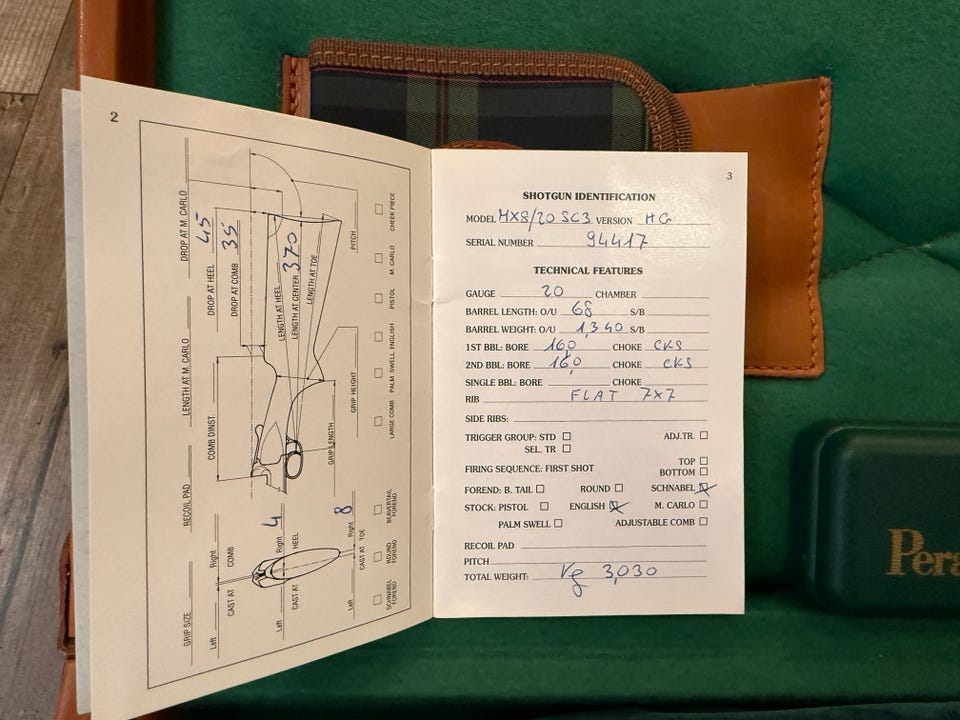 2
DROP AT M. CARLO
DROP AT HEEL 45
DROP AT COMB 35
LENGTH AT HEEL
LENGTH AT CENTER 370
LENGTH AT TOE
PITCH
CHEEK PIECE
M. CARLO
PISTOL
ENGLISH
PALM SWELL
LARGE COMB
LENGTH AT M. CARLO
COMB DINST.
GRIP HEIGHT
GRIP LENGTH
RECOIL PAD
GRIP SIZE
Left Right
CAST AT COMB
Left 4 Right
CAST AT HEEL
Left 8 Right
CAST AT TOE
BEAVERTAIL FOREND
ROUND FOREND
SCHNABEL FOREND
3
SHOTGUN IDENTIFICATION
MODEL MX8/20 SC3 VERSION HG
SERIAL NUMBER 94417
TECHNICAL FEATURES
GAUGE 20 CHAMBER
BARREL LENGTH: O/U 68 S/B
BARREL WEIGHT: O/U 1,340 S/B
1ST BBL: BORE 16,0 CHOKE CKS
2ND BBL: BORE 16,0 CHOKE CKS
SINGLE BBL: BORE CHOKE
RIB FLAT 7x7
SIDE RIBS:
TRIGGER GROUP: STD ADJ.TR.
SEL. TR
FIRING SEQUENCE: FIRST SHOT TOP
BOTTOM
FOREND: B. TAIL ROUND SCHNABEL
STOCK: PISTOL ENGLISH M. CARLO
PALM SWELL ADJUSTABLE COMB
RECOIL PAD
PITCH
TOTAL WEIGHT: Kg 3,030
Pera